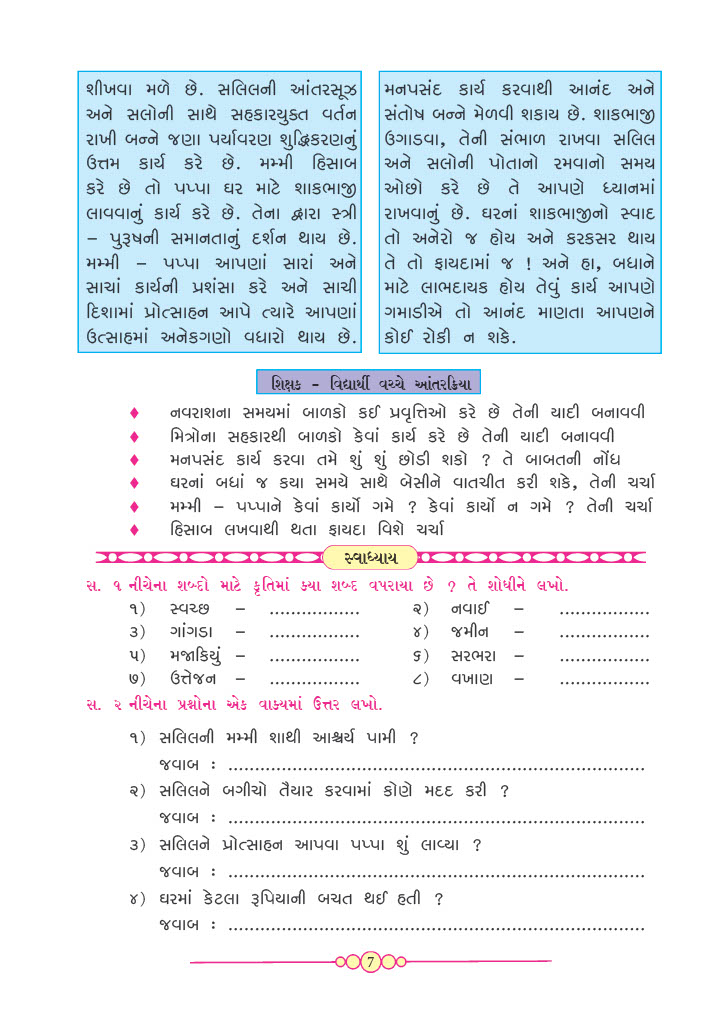 શીખવા મળે છે. સલિલની આંતરસૂઝ
અને સલોની સાથે સહકારયુક્ત વર્તન
રાખી બન્ને જણા પર્યાવરણ શુદ્ધિકરણનું
ઉત્તમ કાર્ય કરે છે. મમ્મી હિસાબ
કરે છે તો પપ્પા ઘર માટે શાકભાજી
લાવવાનું કાર્ય કરે છે. તેના દ્વારા સ્ત્રી
– પુરૂષની સમાનતાનું દર્શન થાય છે.
મમ્મી – પપ્પા આપણાં સારાં અને
સાચાં કાર્યની પ્રશંસા કરે અને સાચી
દિશામાં પ્રોત્સાહન આપે ત્યારે આપણાં
ઉત્સાહમાં અનેકગણો વધારો થાય છે.
મનપસંદ કાર્ય કરવાથી આનંદ અને
સંતોષ બન્ને મેળવી શકાય છે. શાકભાજી
ઉગાડવા, તેની સંભાળ રાખવા સલિલ
અને સલોની પોતાનો રમવાનો સમય
ઓછો કરે છે તે આપણે ધ્યાનમાં
રાખવાનું છે. ઘરનાં શાકભાજીનો સ્વાદ
તો અનેરો જ હોય અને કરકસર થાય
તે તો ફાયદામાં જ ! અને હા, બધાને
માટે લાભદાયક હોય તેવું કાર્ય આપણે
ગમાડીએ તો આનંદ માણતા આપણને
કોઈ રોકી ન શકે.
શિક્ષક - વિદ્યાર્થી વચ્ચે આંતરક્રિયા
♦ નવરાશના સમયમાં બાળકો કઈ પ્રવૃત્તિઓ કરે છે તેની યાદી બનાવવી
♦ મિત્રોના સહકારથી બાળકો કેવાં કાર્ય કરે છે તેની યાદી બનાવવી
♦ મનપસંદ કાર્ય કરવા તમે શું શું છોડી શકો ? તે બાબતની નોંધ
♦ ઘરનાં બધાં જ કયા સમયે સાથે બેસીને વાતચીત કરી શકે, તેની ચર્ચા
♦ મમ્મી – પપ્પાને કેવાં કાર્યો ગમે ? કેવાં કાર્યો ન ગમે ? તેની ચર્ચા
♦ હિસાબ લખવાથી થતા ફાયદા વિશે ચર્ચા
સ્વાધ્યાય
સ. ૧ નીચેના શબ્દો માટે કૃતિમાં ક્યા શબ્દ વપરાયા છે ? તે શોધીને લખો.
૧) સ્વચ્છ – ................. ૨) નવાઈ – .................
૩) ગાંગડા – ................. ૪) જમીન – .................
૫) મજાકિયું – ................. ૬) સરભરા – .................
૭) ઉત્તેજન – ................. ૮) વખાણ – .................
સ. ૨ નીચેના પ્રશ્નોના એક વાક્યમાં ઉત્તર લખો.
૧) સલિલની મમ્મી શાથી આશ્ચર્ય પામી ?
જવાબ : ................................................................................
૨) સલિલને બગીચો તૈયાર કરવામાં કોણે મદદ કરી ?
જવાબ : ................................................................................
૩) સલિલને પ્રોત્સાહન આપવા પપ્પા શું લાવ્યા ?
જવાબ : ................................................................................
૪) ઘરમાં કેટલા રૂપિયાની બચત થઈ હતી ?
જવાબ : ................................................................................
7